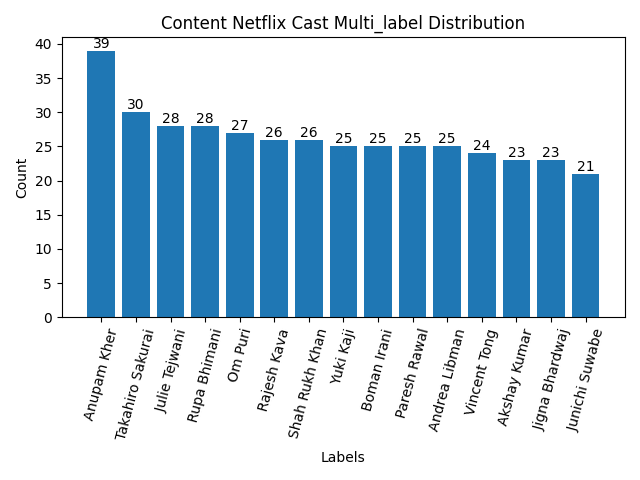 Content Netflix Cast Multi_label Distribution
Count
40
35
30
25
20
15
10
5
0
39
30
28
28
27
26
26
25
25
25
25
24
23
23
21
Anupam Kher
Takahiro Sakurai
Julie Tejwani
Rupa Bhimani
Om Puri
Rajesh Kava
Shah Rukh Khan
Yuki Kaji
Boman Irani
Paresh Rawal
Andrea Libman
Vincent Tong
Akshay Kumar
Jigna Bhardwaj
Junichi Suwabe
Labels